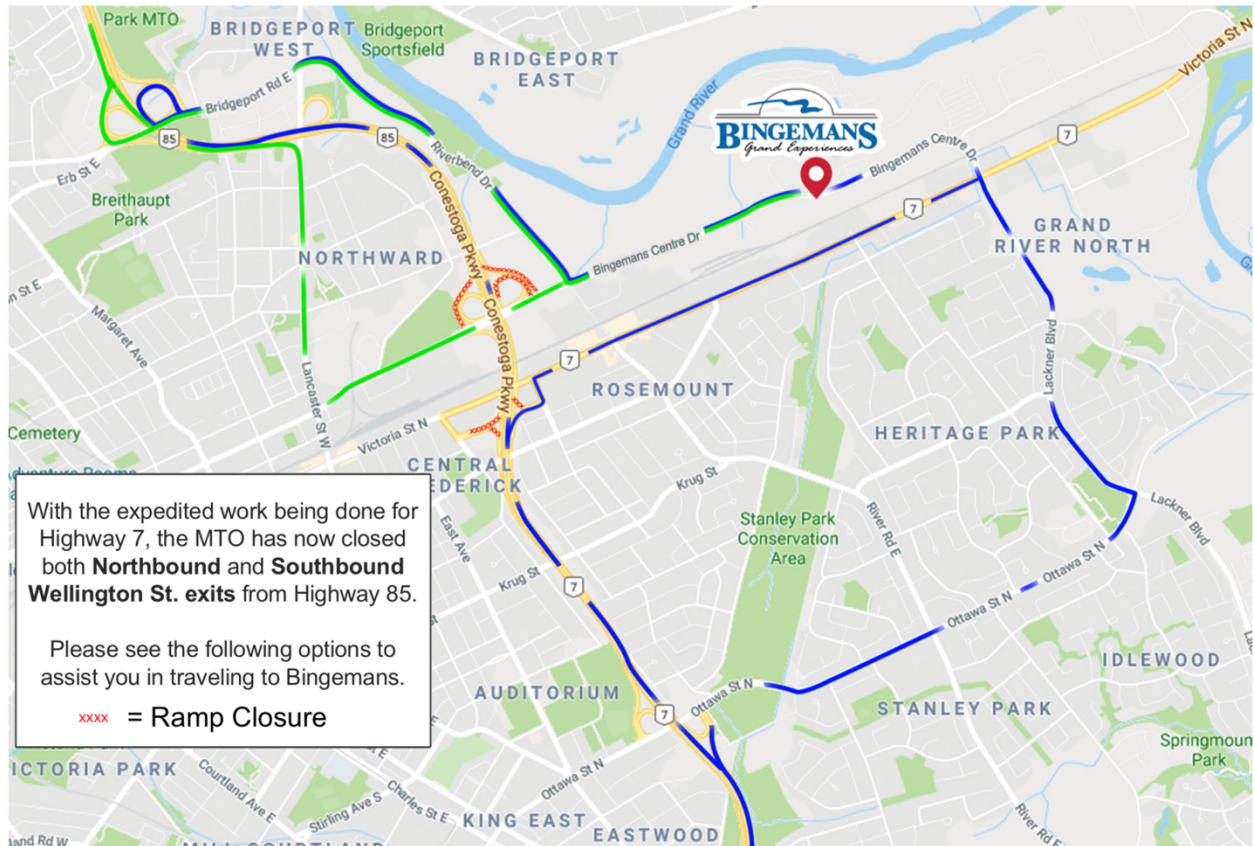 Park MTO
BRIDGEPORT
WEST
Bridgeport
Sportsfield
BRIDGEPORT
EAST
Victoria St N
Bridgeport Rd E
Grand River
BINGEMANS
Grand Experiences
85
85
7
Erb St E
Riverbend Dr
Bingemans Centre Dr
Breithaupt
Park
Conestoga Pkwy
7
GRAND
RIVER NORTH
NORTHWARD
Bingemans Centre Dr
n St E
Margaret Ave
Conestoga Pkwy
Lackner Blvd
7
Lancaster St W
ROSEMOUNT
Cemetery
Victoria St N
HERITAGE PARK
CENTRAL
EDERICK
Krug St
Lackner Blvd
River Rd E
Stanley Park
Conservation
Area
East Ave
Krug St
7
Ottawa St N
Ottawa St N
With the expedited work being done for
Highway 7, the MTO has now closed
both Northbound and Southbound
Wellington St. exits from Highway 85.
Please see the following options to
assist you in traveling to Bingemans.
xxxx = Ramp Closure
IDLEWOOD
AUDITORIUM
Ottawa St N
7
STANLEY PARK
Springmoun
Park
ICTORIA PARK
Courtland Ave E
Ottawa St N
Charles St E
Stirling Ave S
KING EAST
EASTWOOD
River Rd E
and Rd W